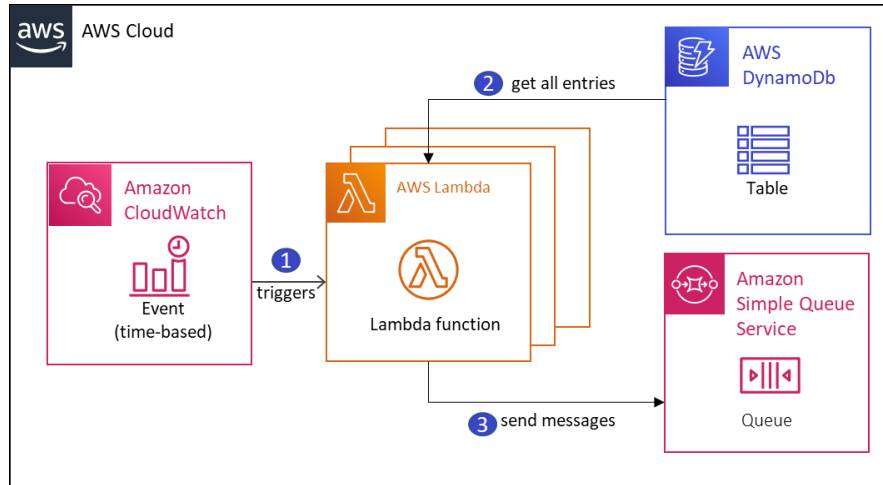 aws
AWS Cloud
AWS
DynamoDb
Table
2
get all entries
Amazon
CloudWatch
Event
(time-based)
1
triggers
AWS Lambda
Lambda function
Amazon
Simple Queue
Service
Queue
3
send messages